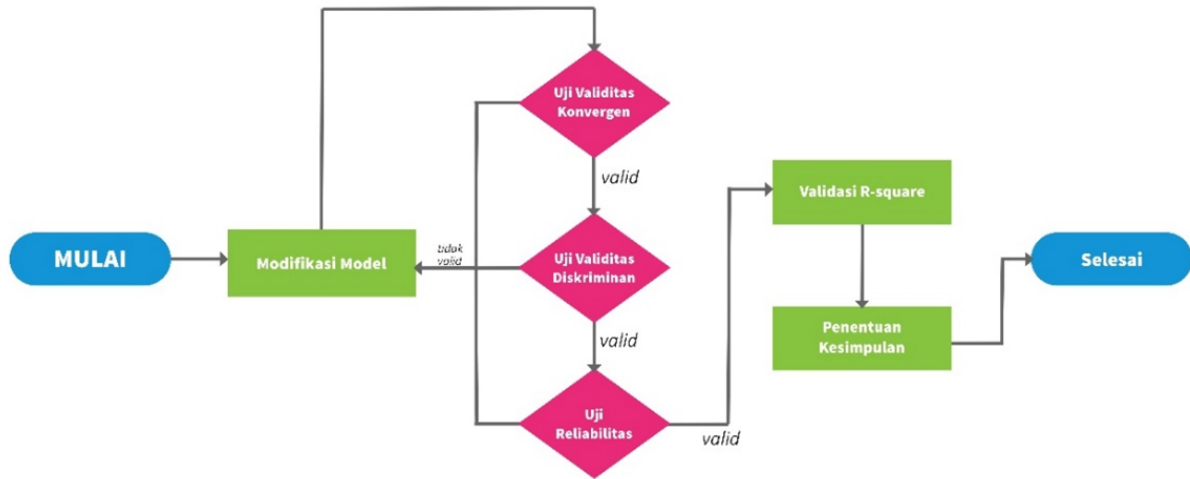 Uji Validitas
Konvergen
valid
Validasi R-square
MULAI
Modifikasi Model
tidak
valid
Uji Validitas
Diskriminan
Selesai
valid
Penentuan
Kesimpulan
Uji
Reliabilitas
valid